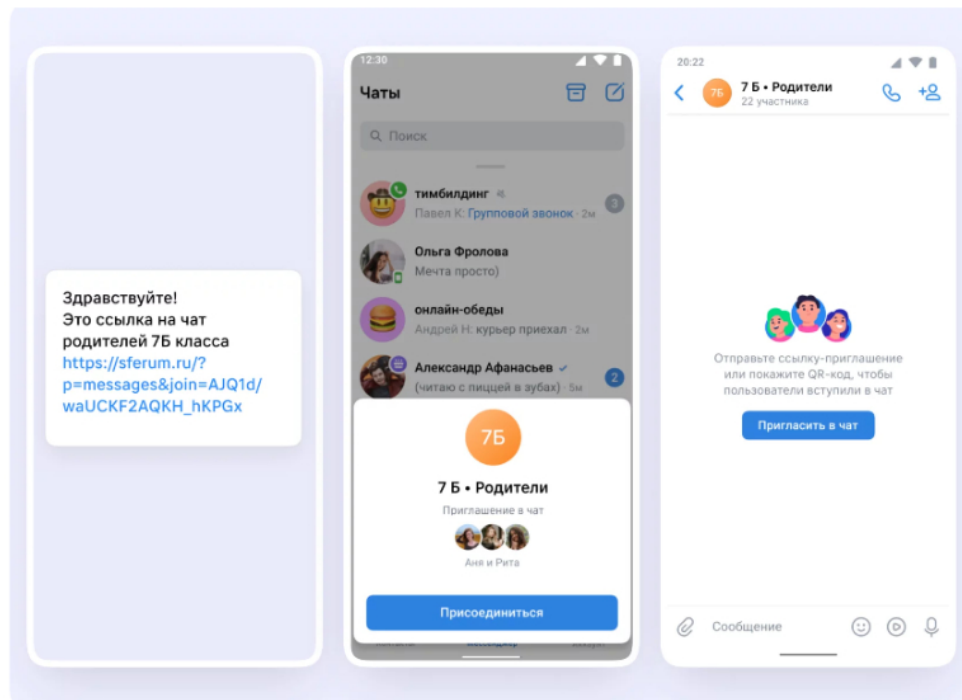 Здравствуйте!
Это ссылка на чат
родителей 7Б класса
https://sferum.ru/?
p=messages&join=AJQ1d/
waUCKF2AQKH_hKPGx
12:30
Чаты
Поиск
тимбилдинг
Павел К: Групповой звонок · 2м
3
Ольга Фролова
Мечта просто)
онлайн-обеды
Андрей Н: курьер приехал · 2м
Александр Афанасьев
(читаю с пиццей в зубах) · 5м
2
7Б
7 Б • Родители
Приглашение в чат
Аня и Рита
Присоединиться
20:22
7Б
7 Б • Родители
22 участника
Отправьте ссылку-приглашение
или покажите QR-код, чтобы
пользователи вступили в чат
Пригласить в чат
Сообщение